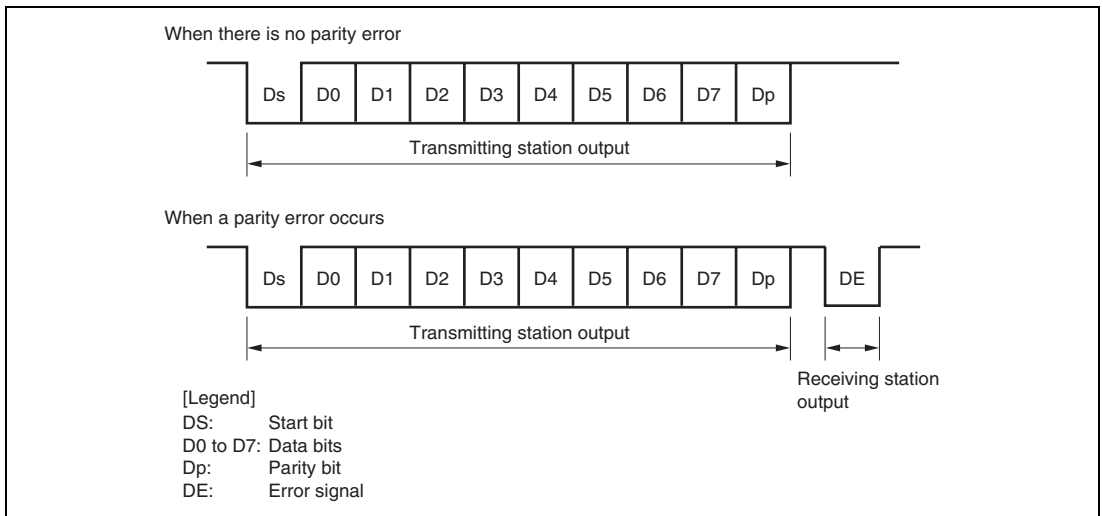 When there is no parity error
Ds D0 D1 D2 D3 D4 D5 D6 D7 Dp
Transmitting station output
When a parity error occurs
Ds D0 D1 D2 D3 D4 D5 D6 D7 Dp DE
Transmitting station output
Receiving station
output
[Legend]
DS: Start bit
D0 to D7: Data bits
Dp: Parity bit
DE: Error signal